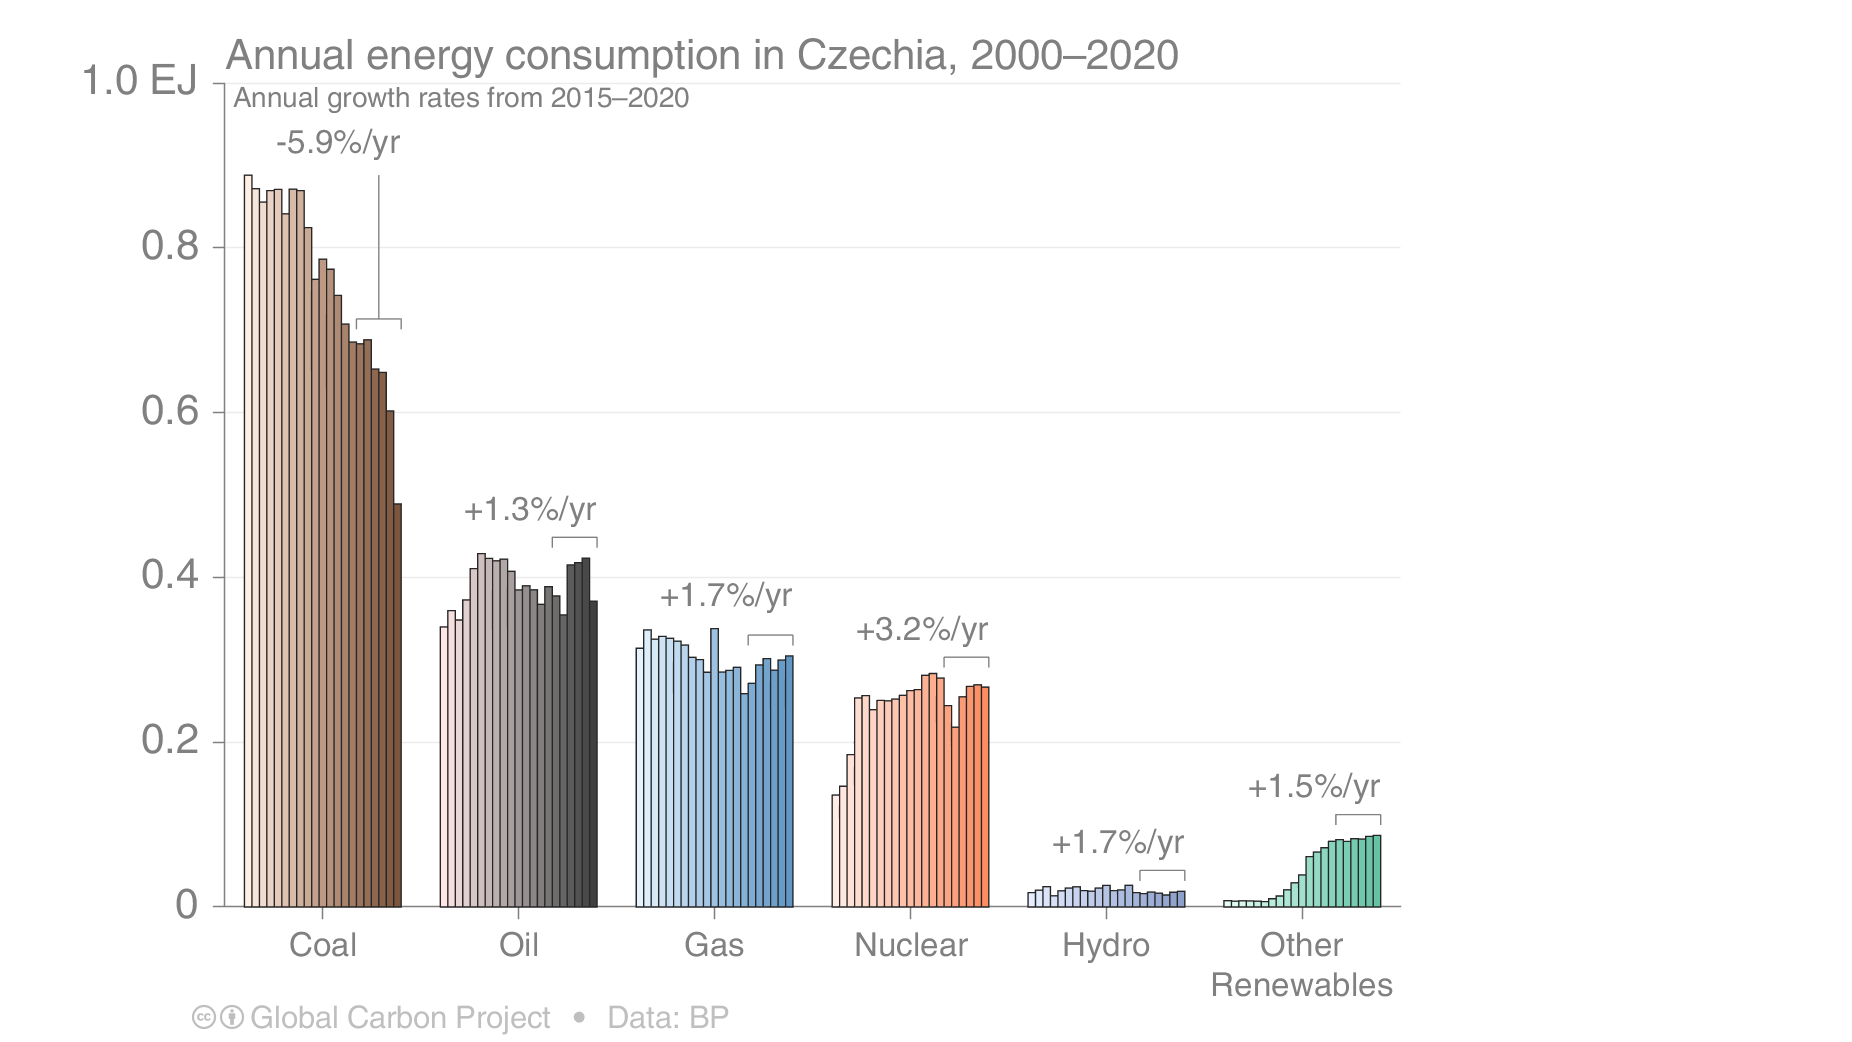 Annual energy consumption in Czechia, 2000–2020
1.0 EJ
Annual growth rates from 2015–2020
-5.9%/yr
0.8
0.6
+1.3%/yr
0.4
+1.7%/yr
+3.2%/yr
0.2
+1.5%/yr
+1.7%/yr
0
Coal Oil Gas Nuclear Hydro Other
Renewables
cc Global Carbon Project • Data: BP